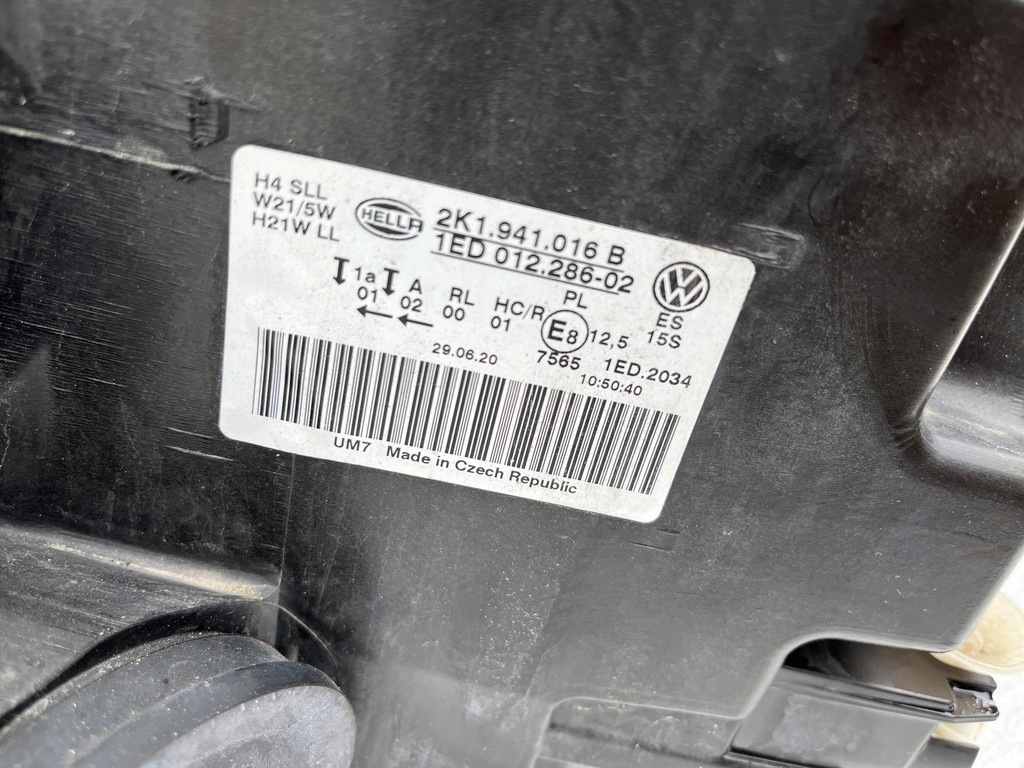 H4 SLL
W21/5W
H21W LL
HELLA
2K1.941.016 B
1ED 012.286-02
1a A RL HC/R PL ES
01 02 00 01 E8 12,5 15S
29.06.20 7565 1ED.2034
10:50:40
UM7 Made in Czech Republic